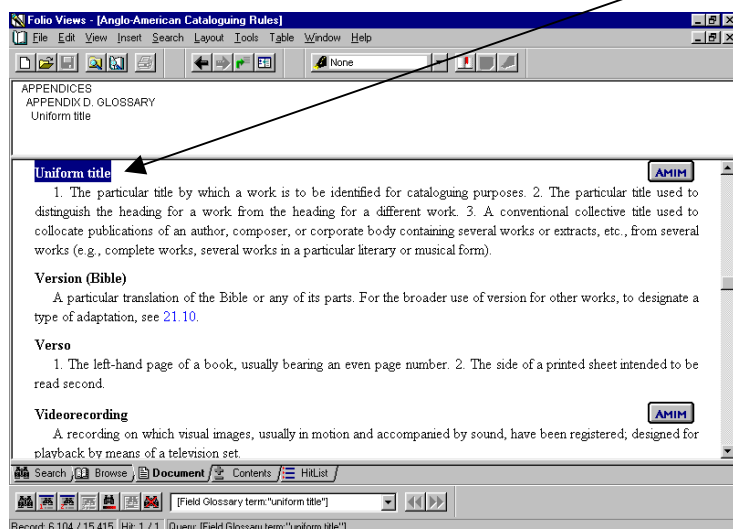 Folio Views - [Anglo-American Cataloguing Rules]
File Edit View Insert Search Layout Tools Table Window Help
None
APPENDICES
APPENDIX D. GLOSSARY
Uniform title
Uniform title AMIM
1. The particular title by which a work is to be identified for cataloguing purposes. 2. The particular title used to
distinguish the heading for a work from the heading for a different work. 3. A conventional collective title used to
collocate publications of an author, composer, or corporate body containing several works or extracts, etc., from several
works (e.g., complete works, several works in a particular literary or musical form).
Version (Bible)
A particular translation of the Bible or any of its parts. For the broader use of version for other works, to designate a
type of adaptation, see 21.10.
Verso
1. The left-hand page of a book, usually bearing an even page number. 2. The side of a printed sheet intended to be
read second.
Videorecording AMIM
A recording on which visual images, usually in motion and accompanied by sound, have been registered; designed for
playback by means of a television set.
Search Browse Document Contents HitList
[Field Glossary term:"uniform title"]
Record: 6,104 / 15,415 Hit: 1 / 1 Query: [Field Glossary term:"uniform title"]